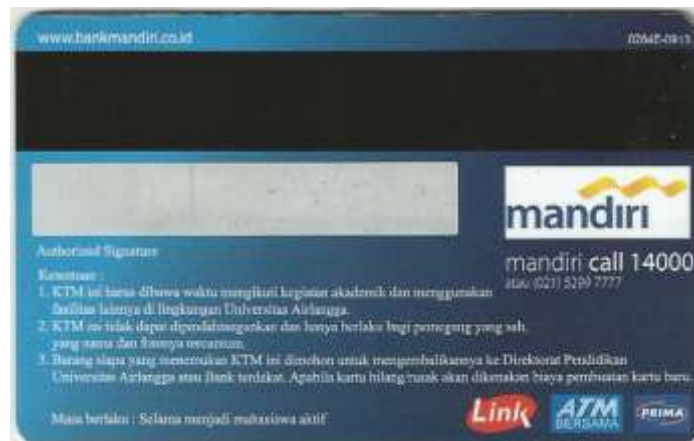 www.bankmandiri.co.id
0264E-0913
mandiri
mandiri call 14000
atau (021) 5299 7777
Authorized Signature
Ketentuan :
1. KTM ini harus dibawa waktu mengikuti kegiatan akademik dan menggunakan
fasilitas lainnya di lingkungan Universitas Airlangga.
2. KTM ini tidak dapat dipindahtangankan dan hanya berlaku bagi pemegang yang sah,
yang nama dan fotonya tercantum.
3. Barang siapa yang menemukan KTM ini dimohon untuk mengembalikannya ke Direktorat Pendidikan
Universitas Airlangga atau Bank terdekat. Apabila kartu hilang/rusak akan dikenakan biaya pembuatan kartu baru.
Masa berlaku : Selama menjadi mahasiswa aktif
Link
ATM
BERSAMA
PRIMA